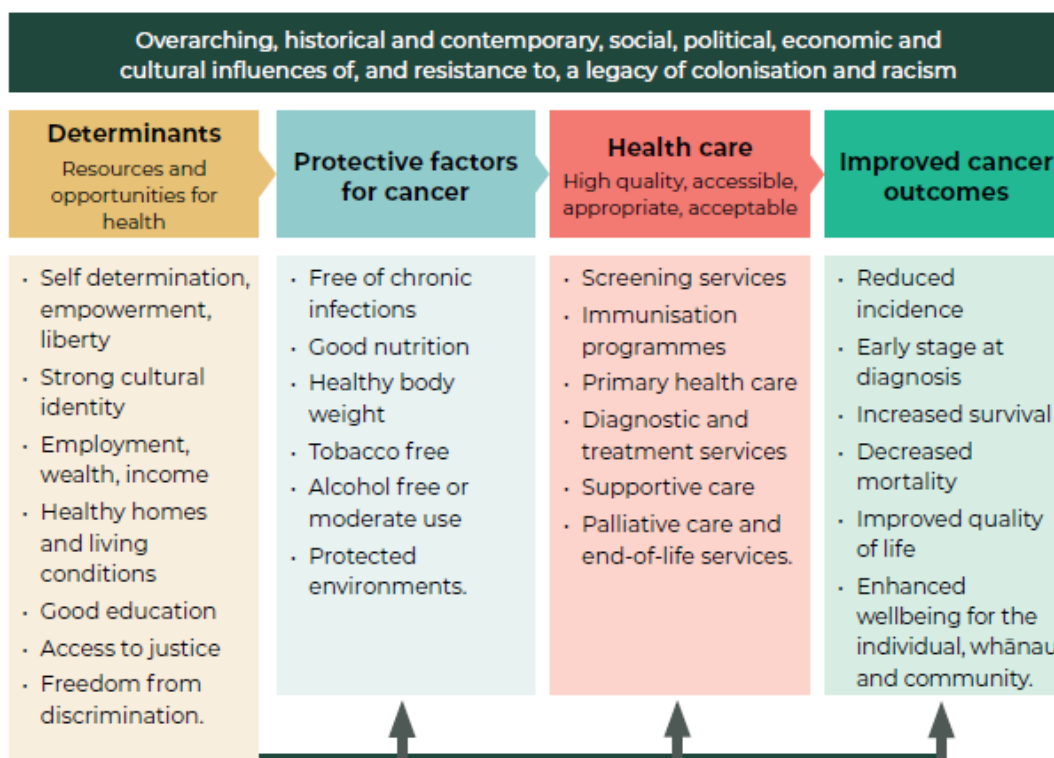 Overarching, historical and contemporary, social, political, economic and
cultural influences of, and resistance to, a legacy of colonisation and racism
Determinants
Resources and
opportunities for
health
· Self determination,
empowerment,
liberty
· Strong cultural
identity
· Employment,
wealth, income
· Healthy homes
and living
conditions
· Good education
· Access to justice
· Freedom from
discrimination.
Protective factors
for cancer
· Free of chronic
infections
· Good nutrition
· Healthy body
weight
· Tobacco free
· Alcohol free or
moderate use
· Protected
environments.
Health care
High quality, accessible,
appropriate, acceptable
· Screening services
· Immunisation
programmes
· Primary health care
· Diagnostic and
treatment services
· Supportive care
· Palliative care and
end-of-life services.
Improved cancer
outcomes
· Reduced
incidence
· Early stage at
diagnosis
· Increased survival
· Decreased
mortality
· Improved quality
of life
· Enhanced
wellbeing for the
individual, whānau
and community.